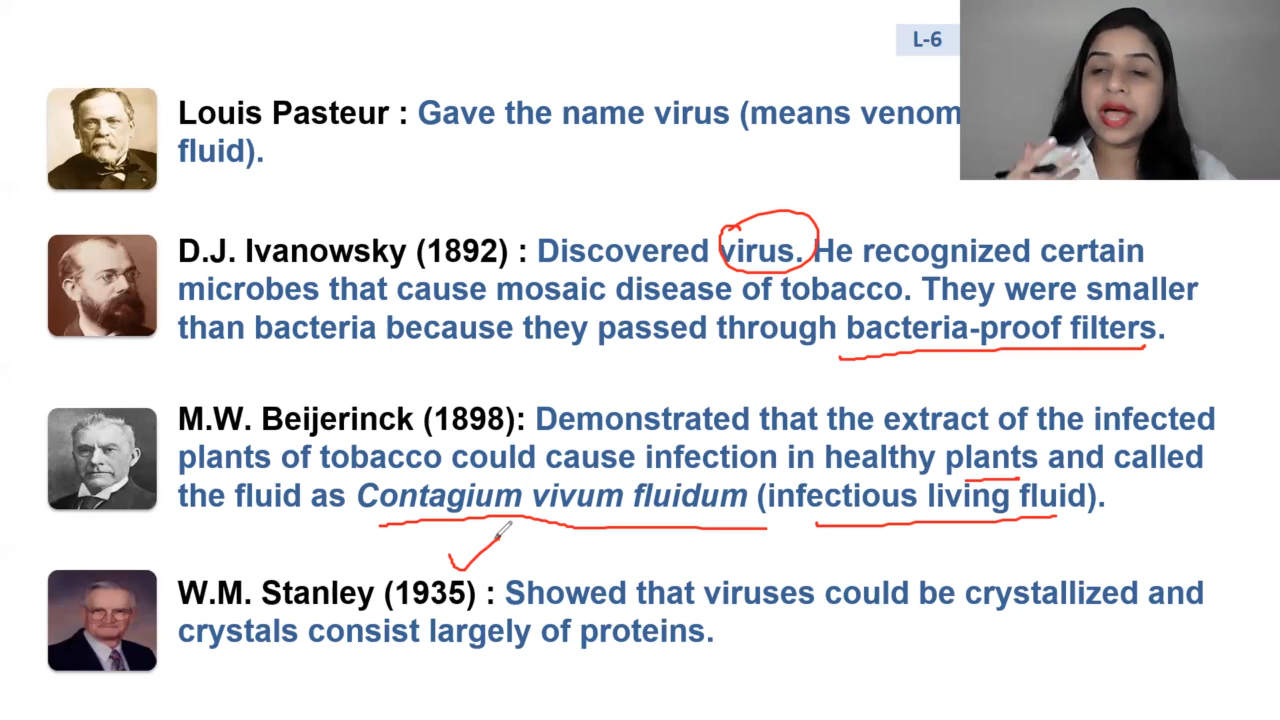 L-6
Louis Pasteur : Gave the name virus (means venom
fluid).
D.J. Ivanowsky (1892) : Discovered virus. He recognized certain
microbes that cause mosaic disease of tobacco. They were smaller
than bacteria because they passed through bacteria-proof filters.
M.W. Beijerinck (1898): Demonstrated that the extract of the infected
plants of tobacco could cause infection in healthy plants and called
the fluid as Contagium vivum fluidum (infectious living fluid).
W.M. Stanley (1935) : Showed that viruses could be crystallized and
crystals consist largely of proteins.